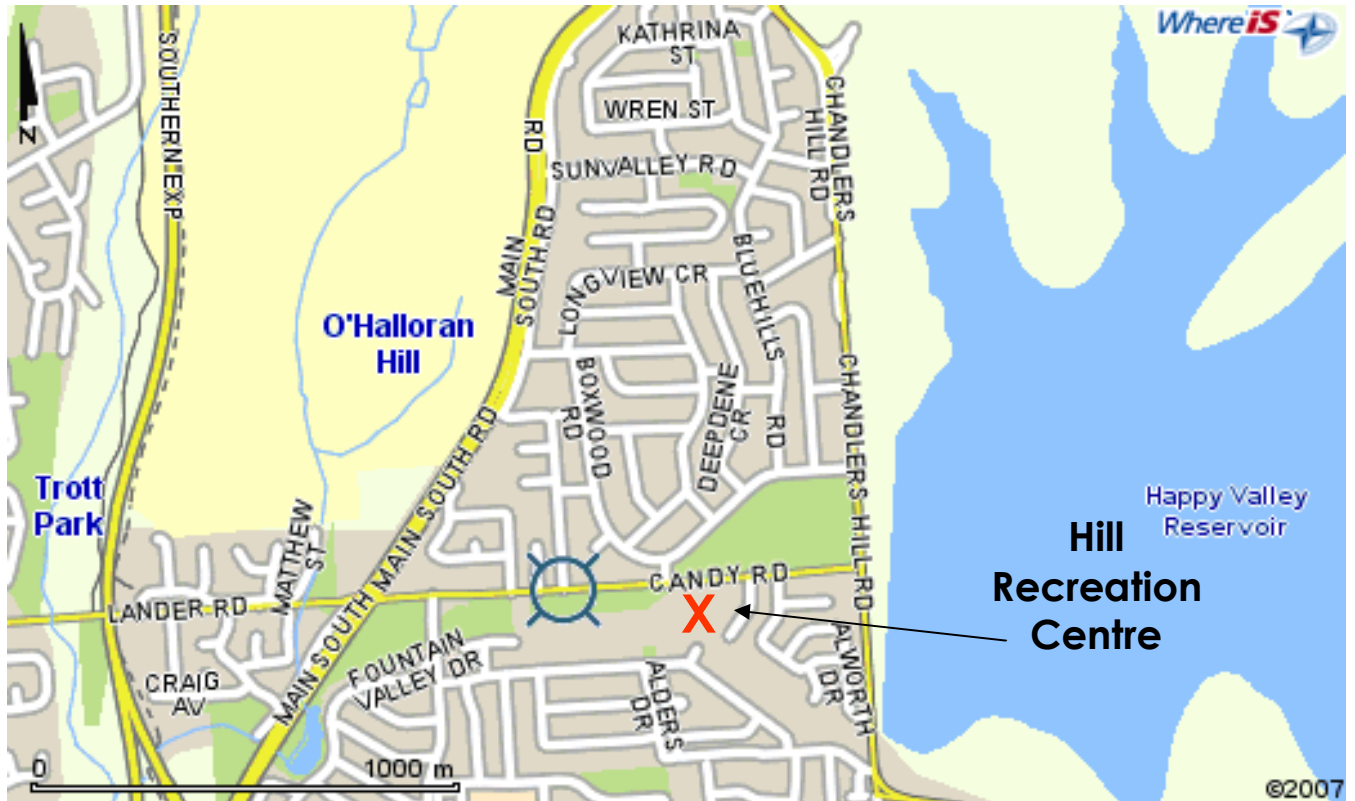 WhereiS
KATHRINA
ST
SOUTHERN EXP
N
WREN ST
CHANDLERS
HILL RD
RD
SUNVALLEY RD
MAIN
SOUTH RD
LONGVIEW CR
BLUEHILLS
RD
O'Halloran
Hill
BOXWOOD
RD
DEEPDENE
CR
CHANDLERS HILL RD
MAIN SOUTH RD
Trott
Park
MATTHEW
ST
Happy Valley
Reservoir
Hill
Recreation
Centre
LANDER RD
CANDY RD
X
MAIN SOUTH
FOUNTAIN
VALLEY DR
CRAIG
AV
ALDERS
DR
ALWORTH
DR
0
1000 m
©2007